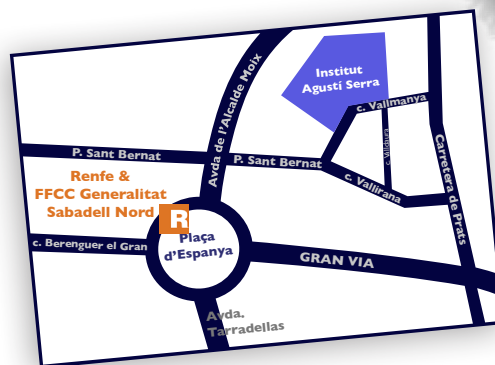 Institut
Agustí Serra
Avda de l'Alcalde Moix
c. Vallmanya
c. Villalba
P. Sant Bernat
P. Sant Bernat
c. Vallirana
Carretera de Prats
Renfe &
FFCC Generalitat
Sabadell Nord
R
c. Berenguer el Gran
Plaça
d'Espanya
GRAN VIA
Avda.
Tarradellas